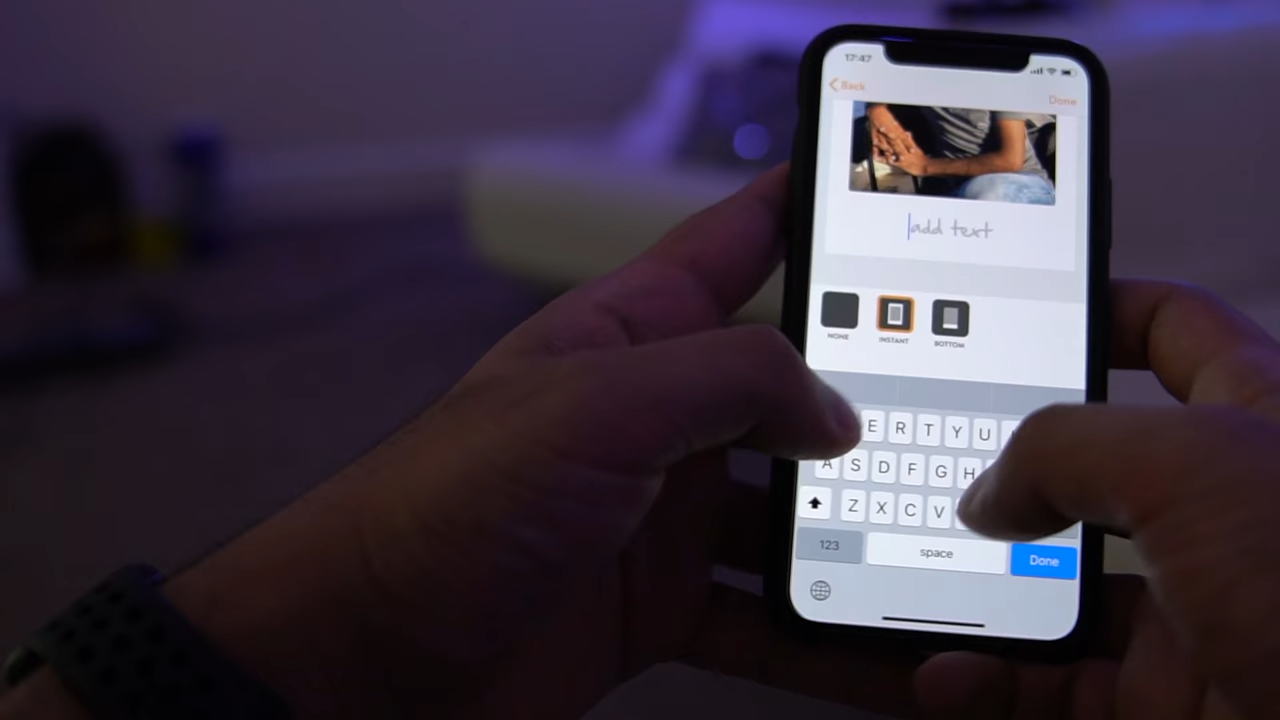 17:47
Back
Done
add text
NONE
INSTANT
BOTTOM
E R T Y U
A S D F G H
Z X C V
123
space
Done